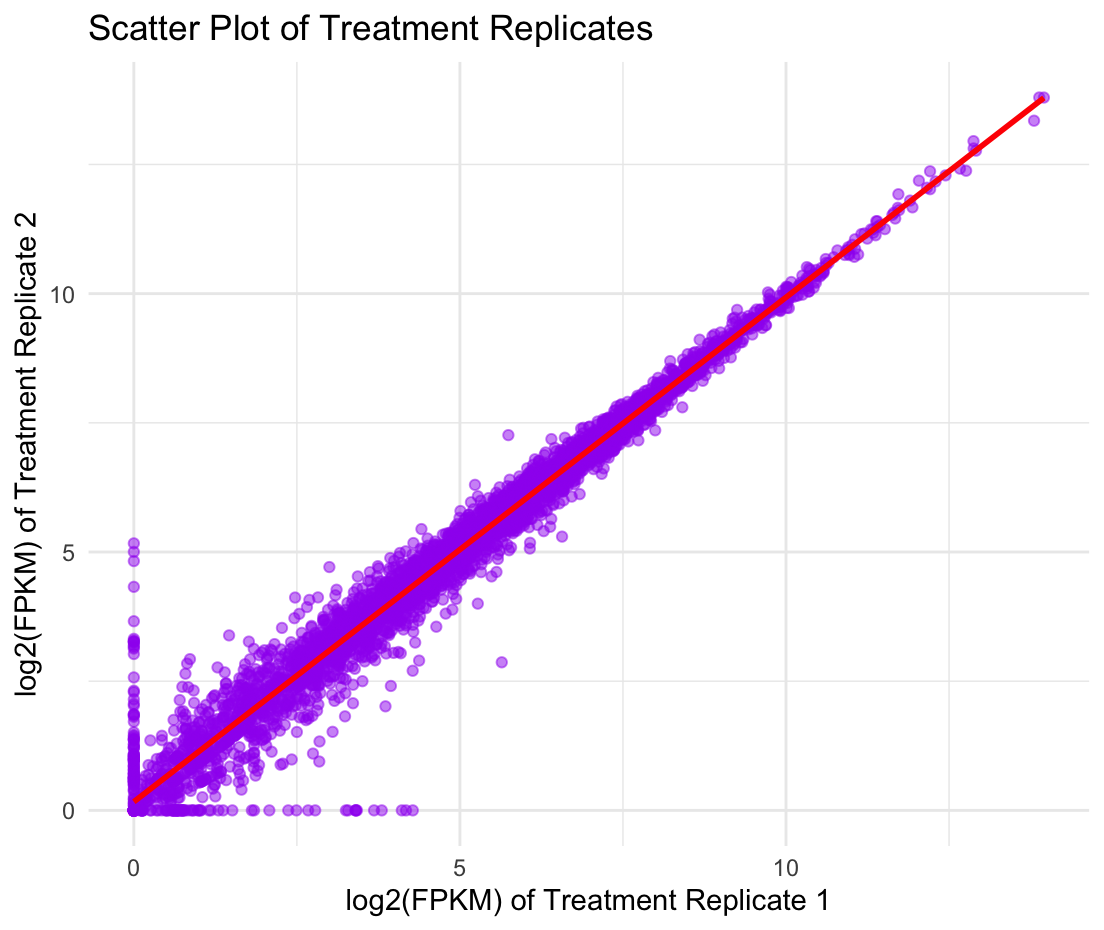 Scatter Plot of Treatment Replicates
log2(FPKM) of Treatment Replicate 2
10
5
0
0
5
10
log2(FPKM) of Treatment Replicate 1